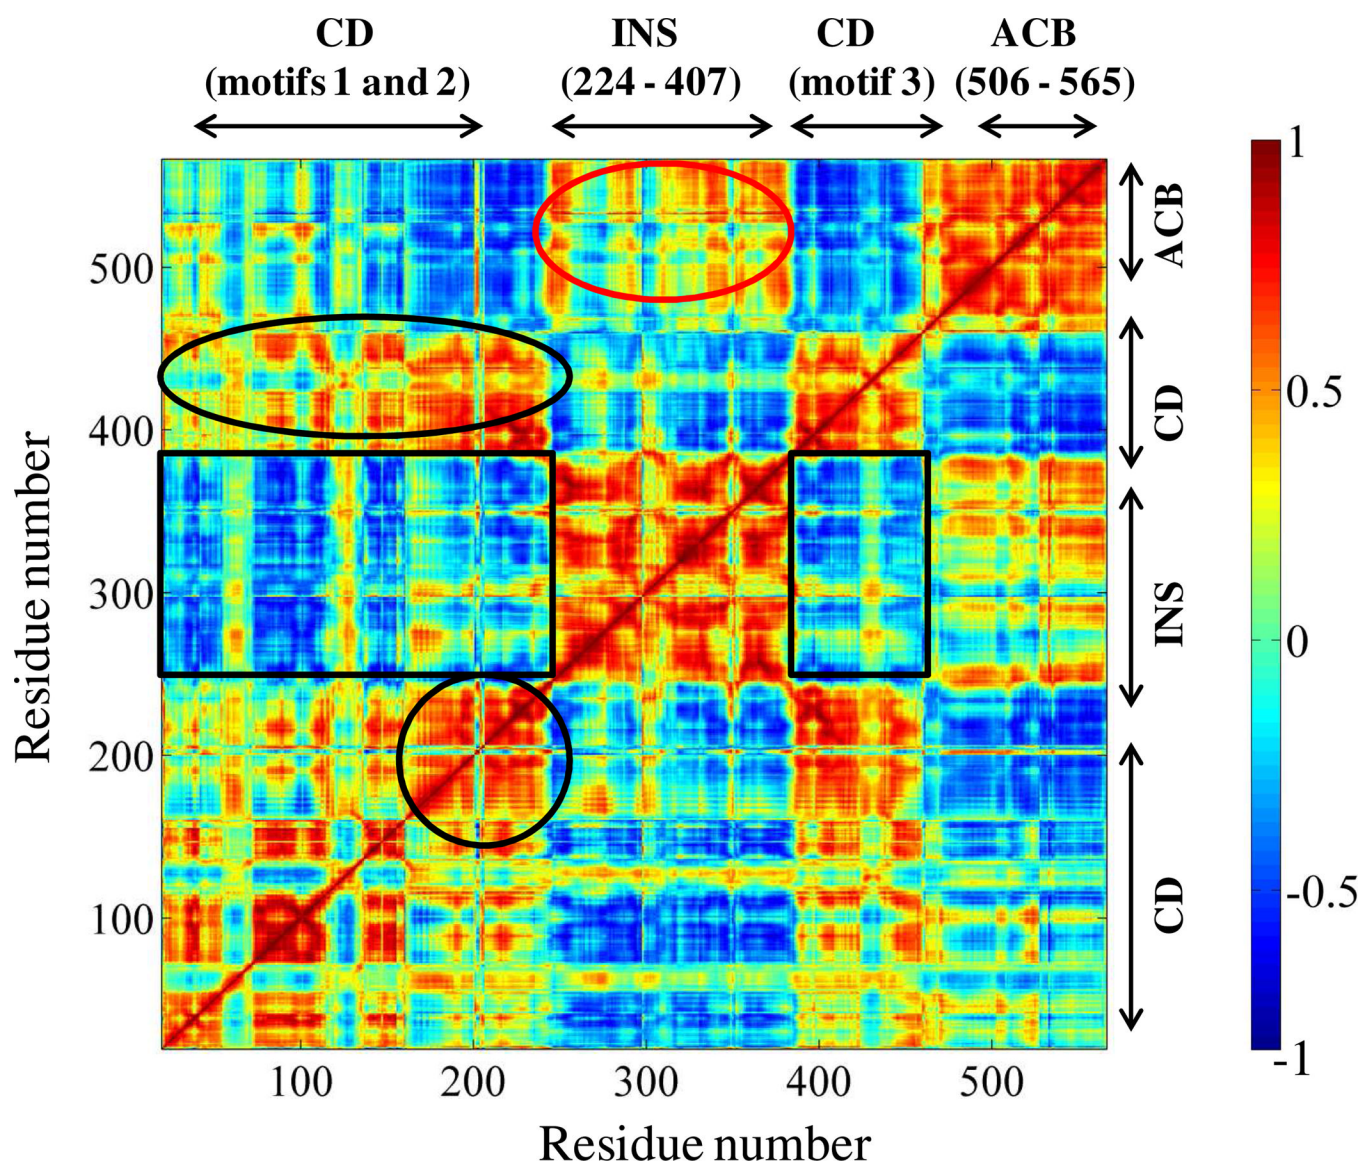 CD INS CD ACB
(motifs 1 and 2) (224 - 407) (motif 3) (506 - 565)
1
0.5
0
-0.5
-1
ACB
CD
INS
CD
500
400
300
200
100
Residue number
100 200 300 400 500
Residue number